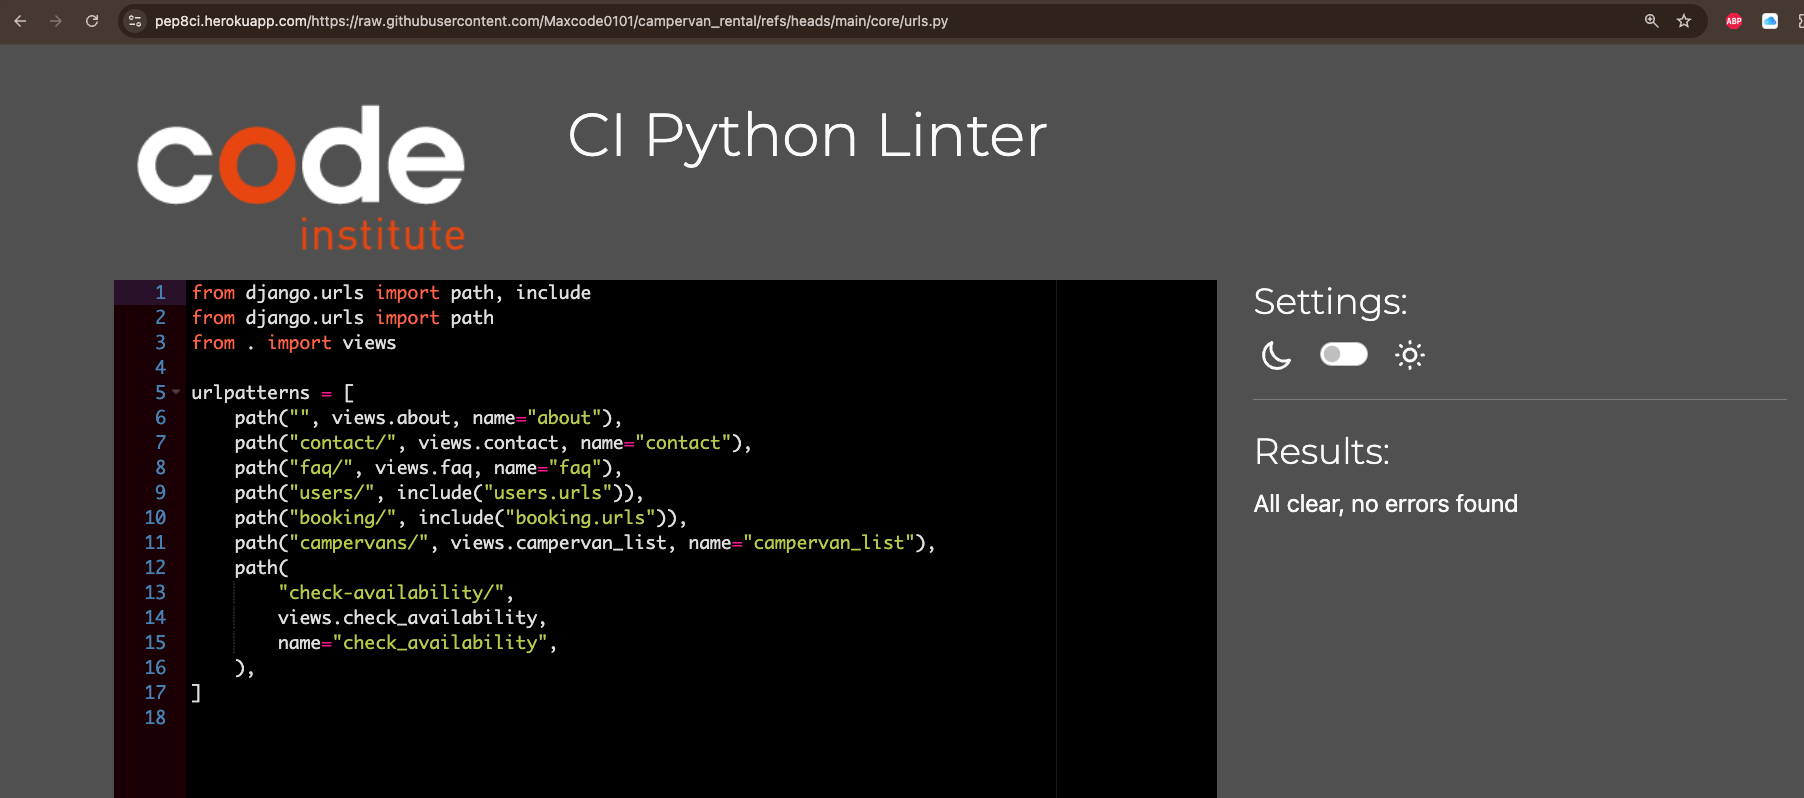 pep8ci.herokuapp.com/https://raw.githubusercontent.com/Maxcode0101/campervan_rental/refs/heads/main/core/urls.py
ABP
code
institute
CI Python Linter
1 from django.urls import path, include
2 from django.urls import path
3 from . import views
4
5 urlpatterns = [
6     path("", views.about, name="about"),
7     path("contact/", views.contact, name="contact"),
8     path("faq/", views.faq, name="faq"),
9     path("users/", include("users.urls")),
10     path("booking/", include("booking.urls")),
11     path("campervans/", views.campervan_list, name="campervan_list"),
12     path(
13         "check-availability/",
14         views.check_availability,
15         name="check_availability",
16     ),
17 ]
18
Settings:
Results:
All clear, no errors found